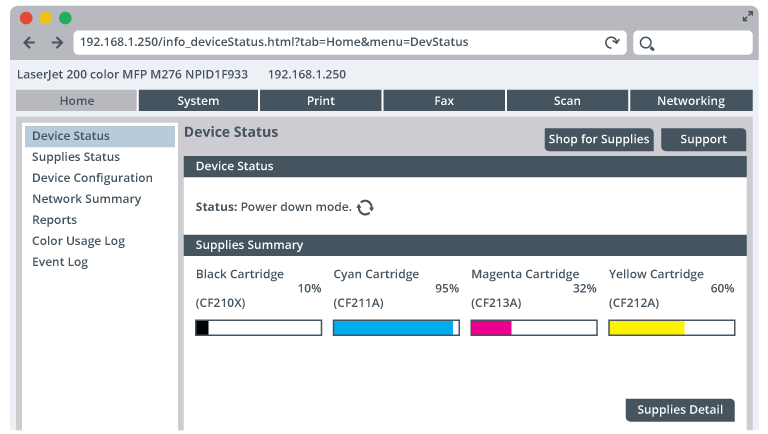 192.168.1.250/info_deviceStatus.html?tab=Home&menu=DevStatus
LaserJet 200 color MFP M276 NPID1F933 192.168.1.250
Home System Print Fax Scan Networking
Device Status
Supplies Status
Device Configuration
Network Summary
Reports
Color Usage Log
Event Log
Device Status
Shop for Supplies Support
Device Status
Status: Power down mode.
Supplies Summary
Black Cartridge
10%
(CF210X)
Cyan Cartridge
95%
(CF211A)
Magenta Cartridge
32%
(CF213A)
Yellow Cartridge
60%
(CF212A)
Supplies Detail